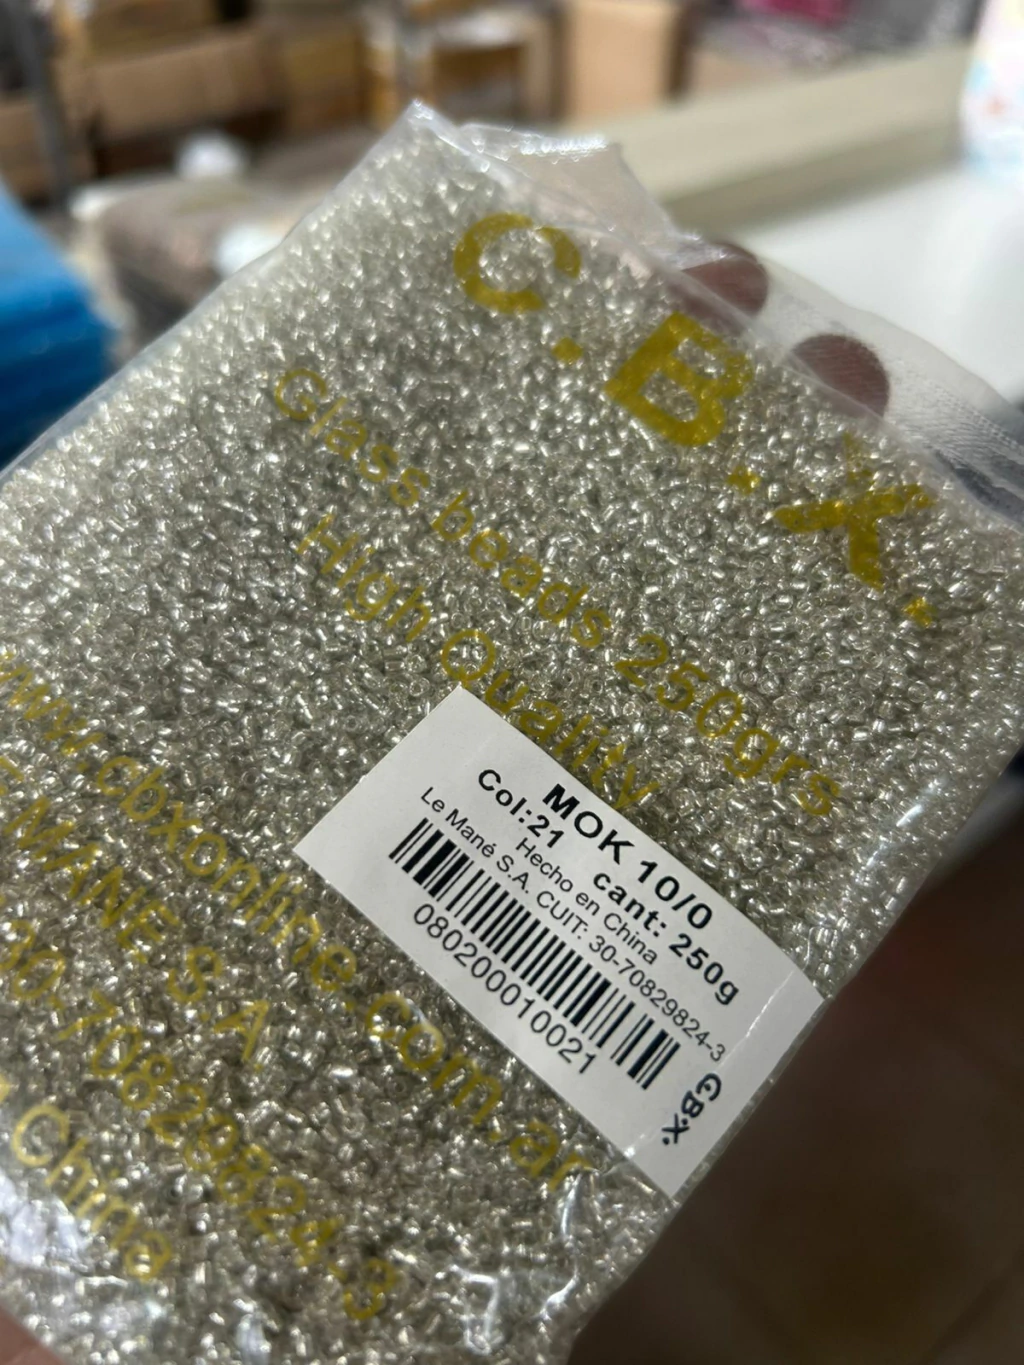 C.B.X.
Glass beads 250grs
High Quality
www.cbxonline.com.ar
MANE S.A.
30-70829824-3
China
MOK 10/0
Col:21 cant: 250g
Hecho en China
Le Mané S.A. CUIT: 30-70829824-3
080200010021
CBX